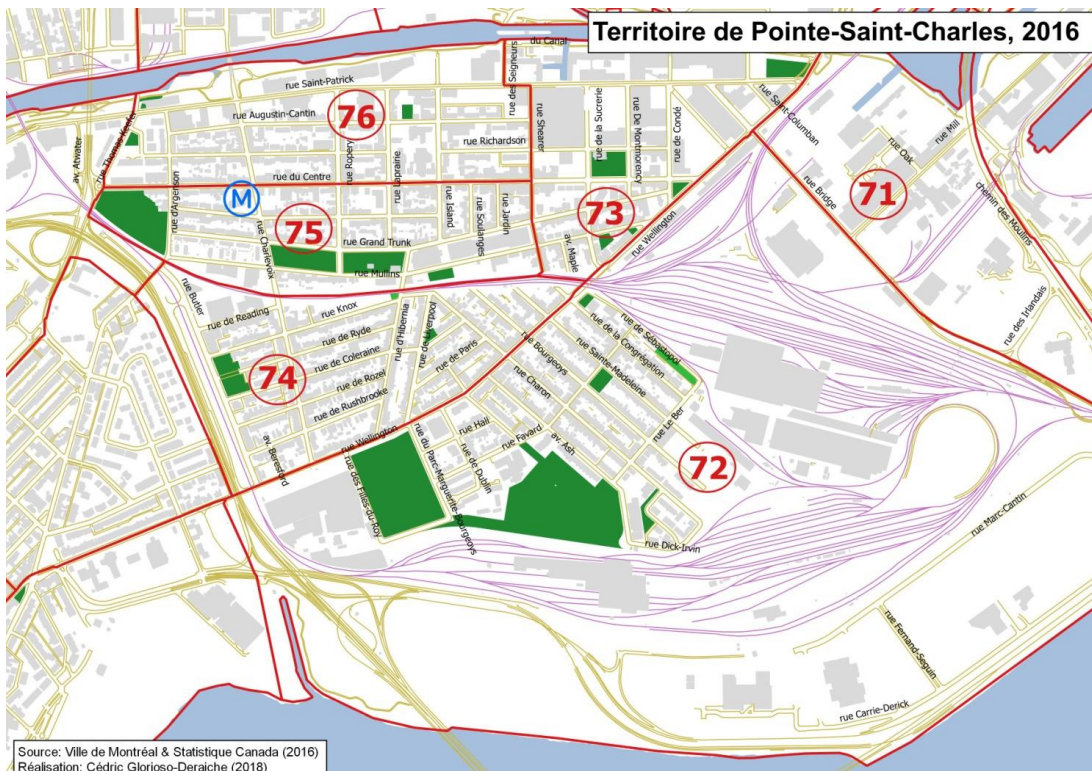 Territoire de Pointe-Saint-Charles, 2016
du Canal
rue des Seigneurs
rue Saint-Patrick
rue Augustin-Cantin
76
rue Richardson
rue Shearer
rue de la Sucrerie
rue De Montmorency
rue de Condé
rue Saint-Columban
rue Oak
rue Mill
rue Bridge
71
chemin des Moulins
rue des Irlandais
av. Atwater
rue Thomas-Keefer
rue du Centre
rue Ropery
rue Laprairie
rue d'Argenson
M
75
rue Charlevoix
rue Grand Trunk
rue Mullins
rue Island
rue Soulanges
rue Jardin
73
av. Maple
rue Wellington
rue Butler
rue de Reading
rue Knox
rue de Ryde
rue de Coleraine
rue d'Hibernia
rue de Liverpool
rue de Paris
74
rue de Rozel
rue de Rushbrooke
av. Beresford
rue Wellington
rue de Sébastopol
rue de la Congrégation
rue Sainte-Madeleine
rue Bourgeoys
rue Charon
rue Le Ber
72
rue Hall
rue Favard
av. Ash
rue de Dublin
rue du Parc-Marguerite-Bourgeoys
rue des Filles-du-Roy
rue Dick-Irvin
rue Marc-Cantin
rue Fernand-Seguin
rue Carrie-Derick
Source: Ville de Montréal & Statistique Canada (2016)
Réalisation: Cédric Glorioso-Deraiche (2018)